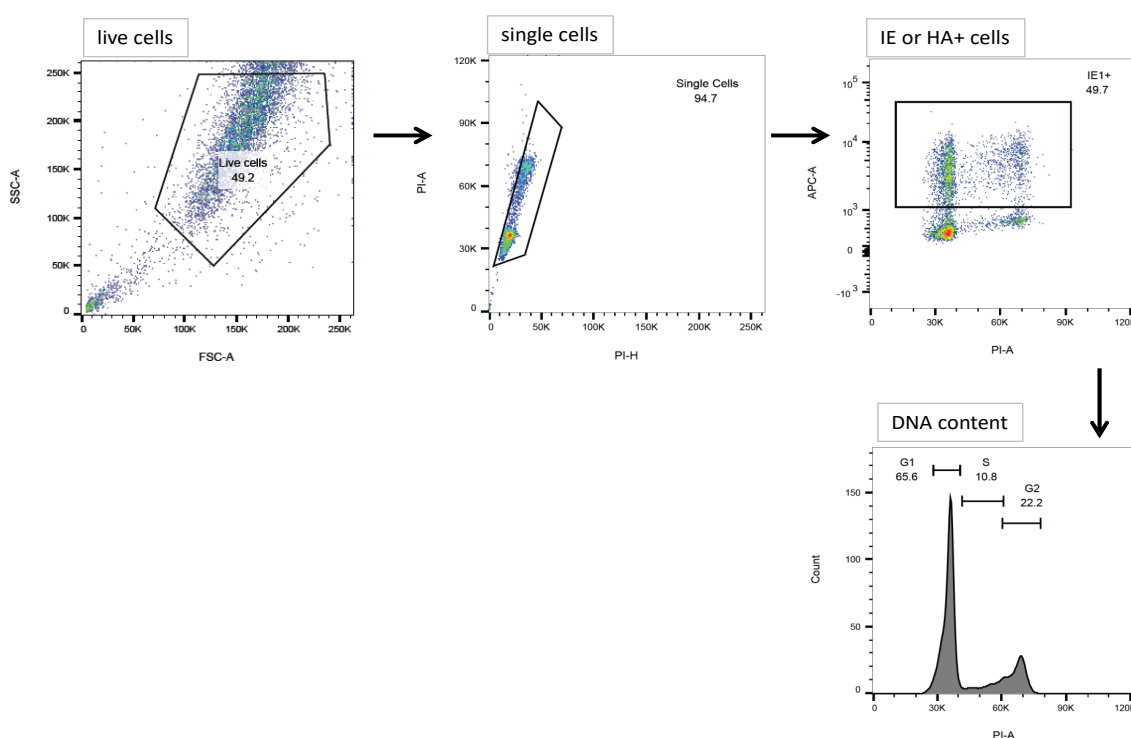 live cells
250K
200K
150K
100K
50K
0
SSC-A
Live cells
49.2
0 50K 100K 150K 200K 250K
FSC-A
single cells
120K
90K
60K
30K
0
PI-A
Single Cells
94.7
0 50K 100K 150K 200K 250K
PI-H
IE or HA+ cells
10 5
10 4
10 3
0
-10 3
APC-A
IE1+
49.7
0 30K 60K 90K 120K
PI-A
DNA content
150
100
50
0
Count
G1
65.6
S
10.8
G2
22.2
0 30K 60K 90K 120K
PI-A